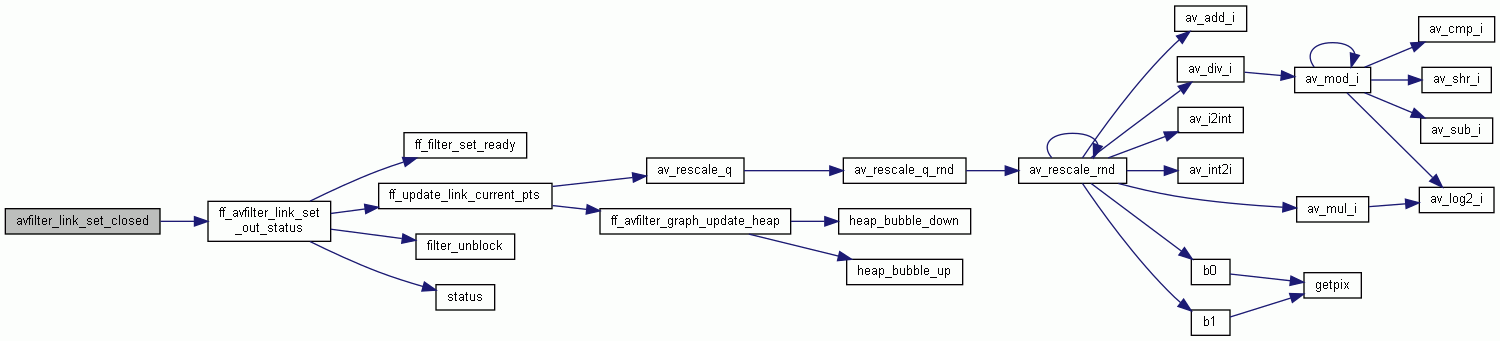 avfilter_link_set_closed
ff_avfilter_link_set
_out_status
ff_filter_set_ready
ff_update_link_current_pts
filter_unblock
status
av_rescale_q
ff_avfilter_graph_update_heap
av_rescale_q_rnd
heap_bubble_down
heap_bubble_up
av_rescale_rnd
av_add_i
av_div_i
av_i2int
av_int2i
av_mul_i
b0
b1
av_mod_i
getpix
av_cmp_i
av_shr_i
av_sub_i
av_log2_i